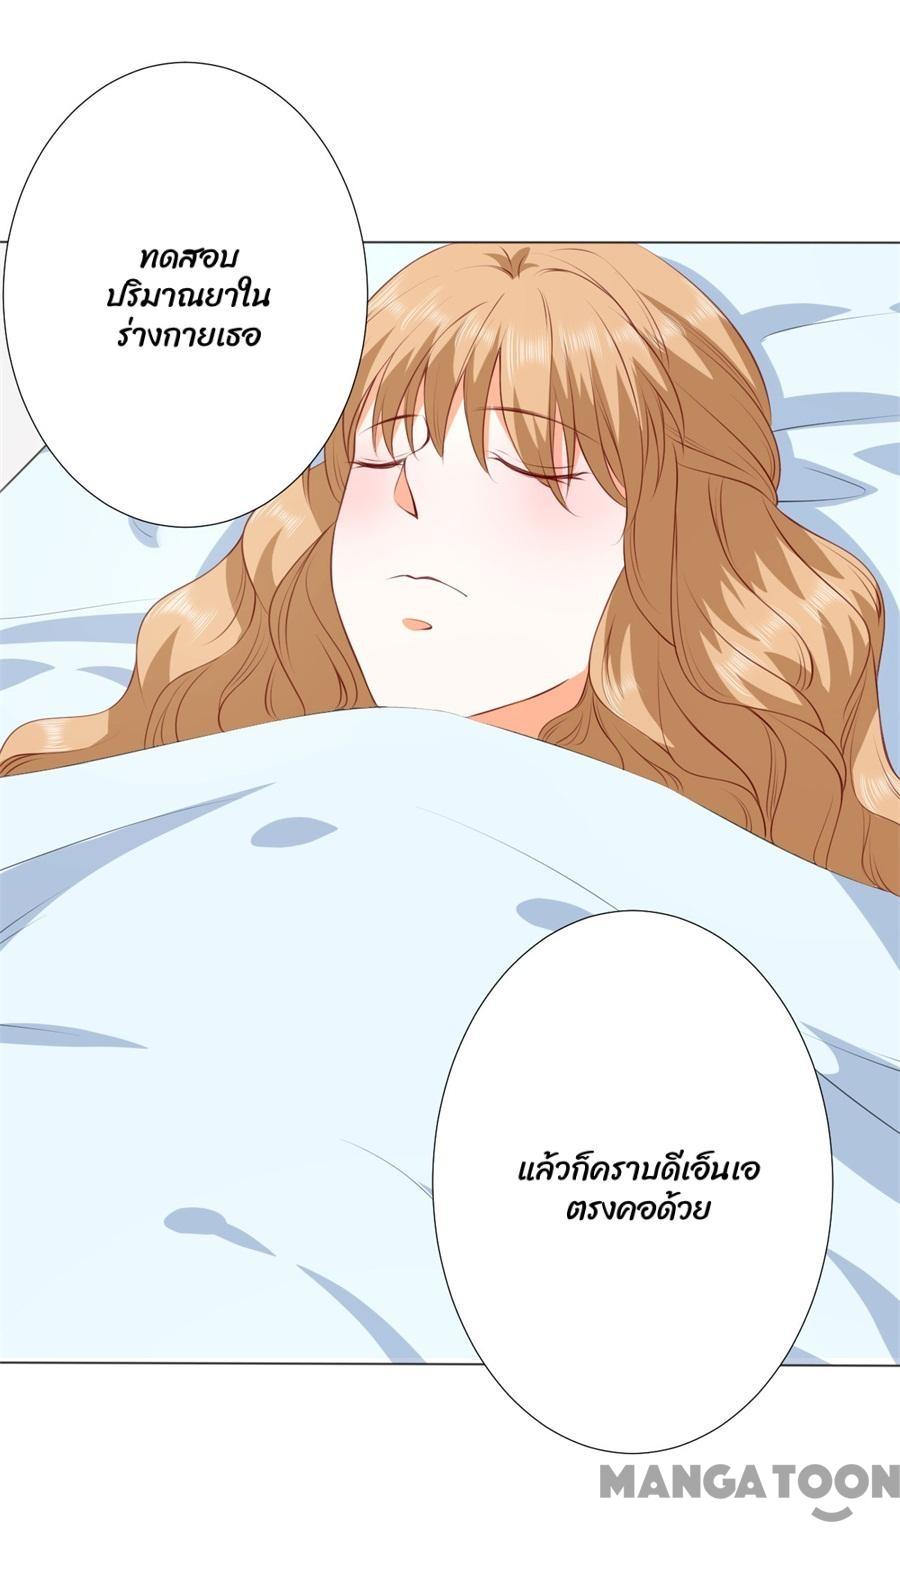 ทดสอบ
ปริมาณยาใน
ร่างกายเธอ
แล้วก็คราบดีเอ็นเอ
ตรงคอด้วย
MANGATOON